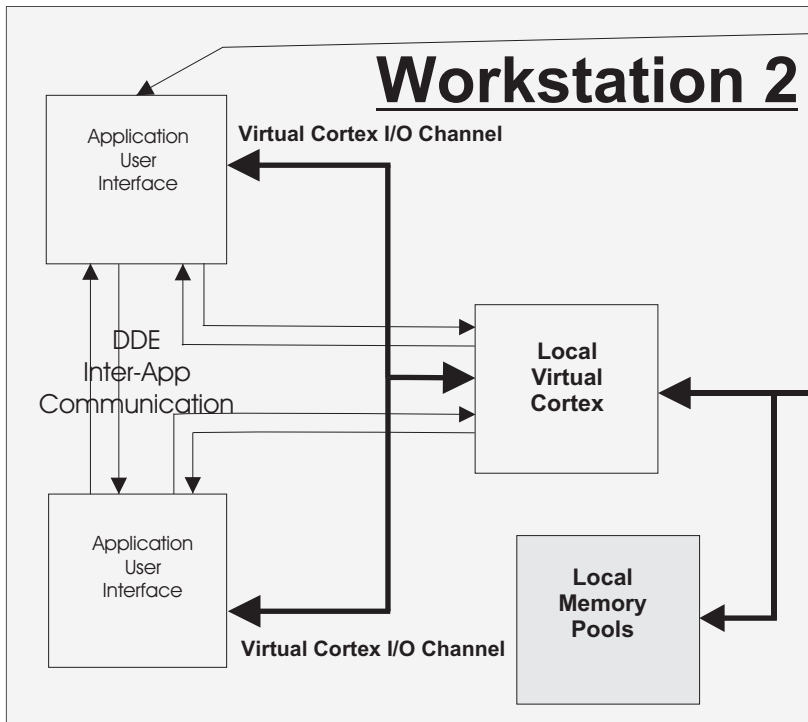 Workstation 2
Application
User
Interface
Virtual Cortex I/O Channel
DDE
Inter-App
Communication
Local
Virtual
Cortex
Application
User
Interface
Local
Memory
Pools
Virtual Cortex I/O Channel